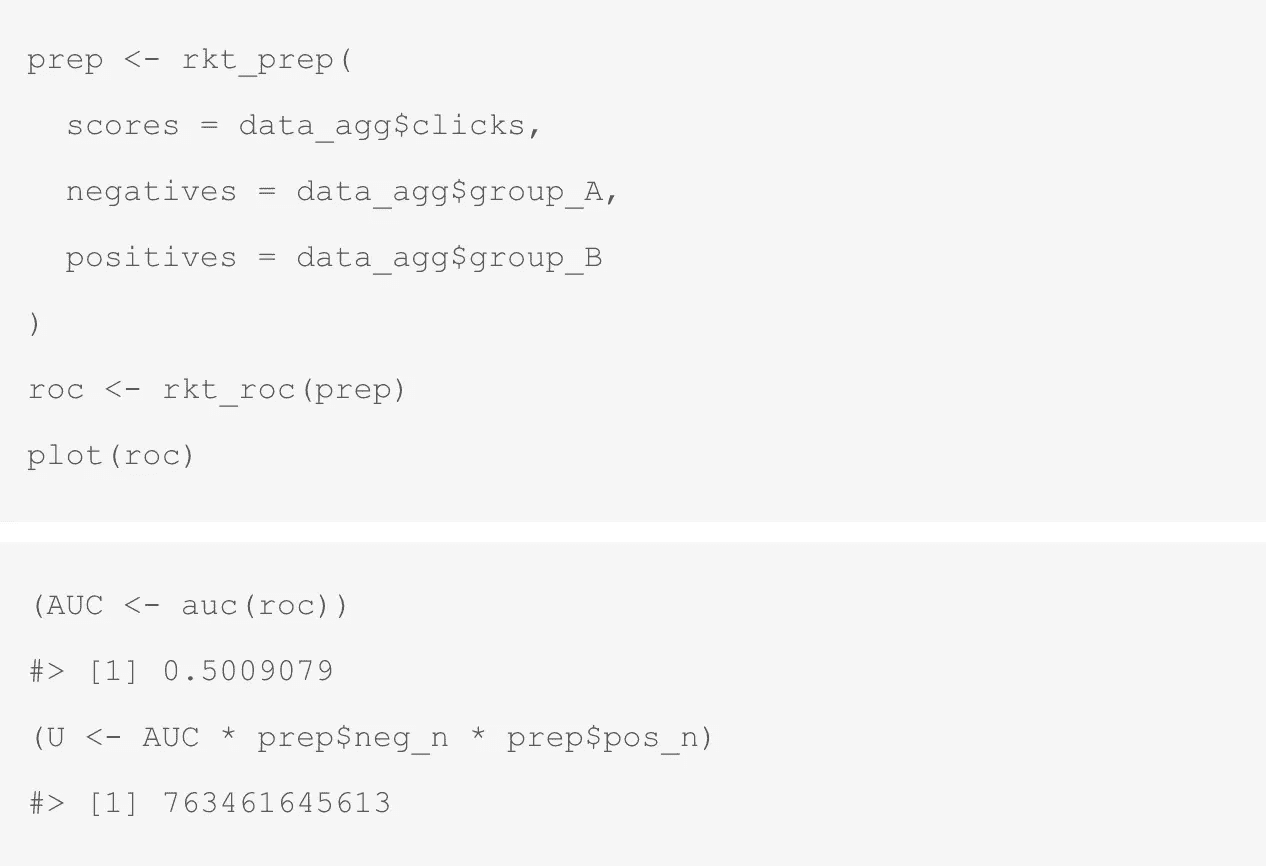 prep <- rkt_prep(
  scores = data_agg$clicks,
  negatives = data_agg$group_A,
  positives = data_agg$group_B
)
roc <- rkt_roc(prep)
plot(roc)
(AUC <- auc(roc))
#> [1] 0.5009079
(U <- AUC * prep$neg_n * prep$pos_n)
#> [1] 763461645613